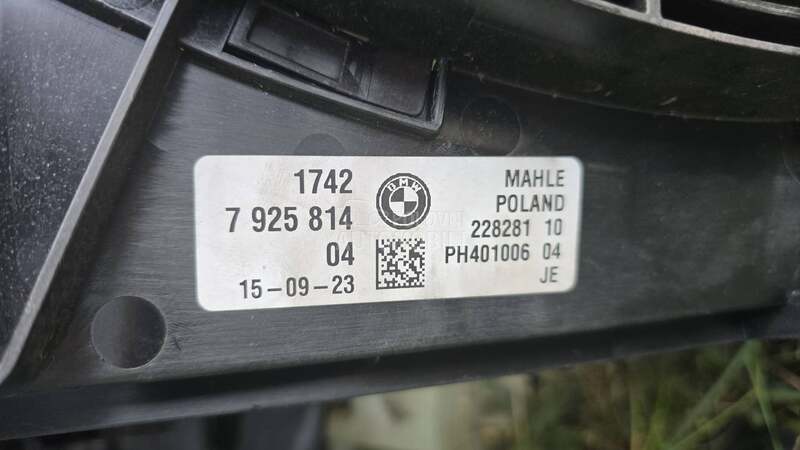 1742
7 925 814
04
15-09-23
BMW
MAHLE
POLAND
228281 10
PH401006 04
JE